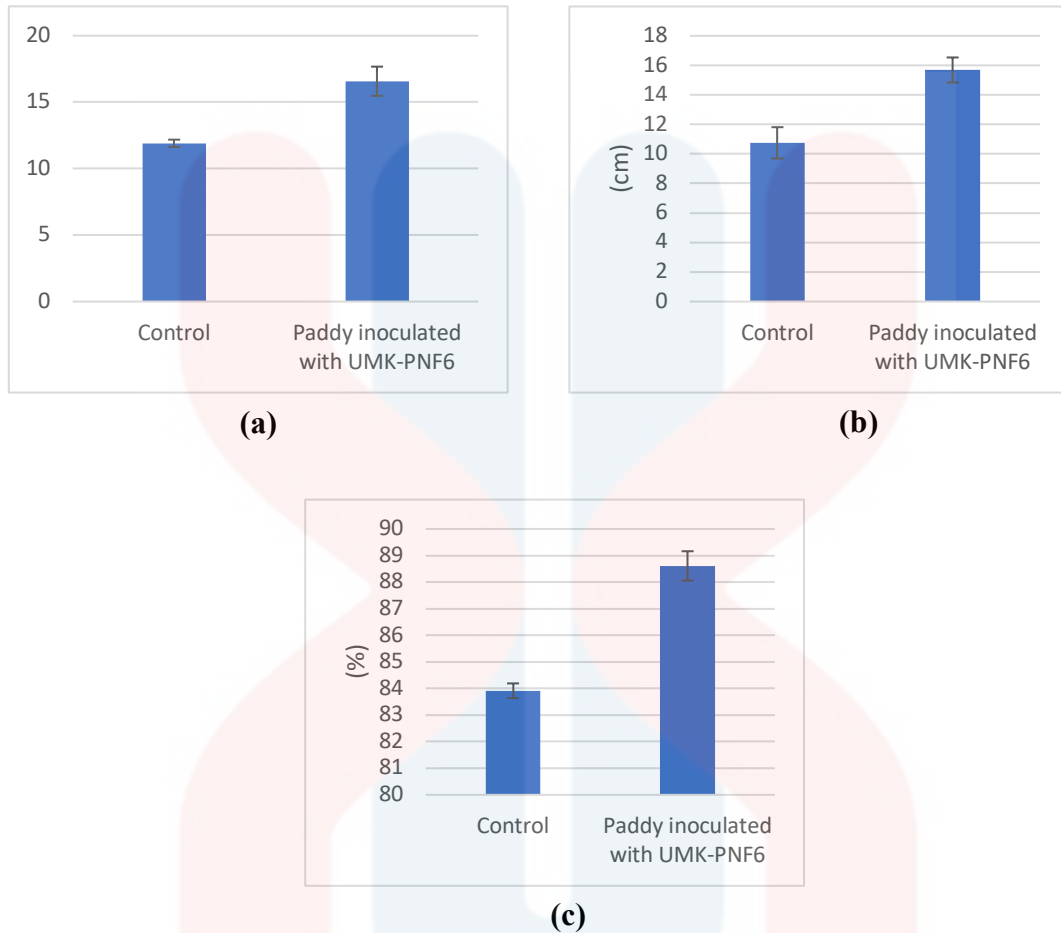 20
15
10
5
0
Control
Paddy inoculated
with UMK-PNF6
(a)
18
16
14
12
10
8
6
4
2
0
(cm)
Control
Paddy inoculated
with UMK-PNF6
(b)
90
89
88
87
86
85
84
83
82
81
80
(%)
Control
Paddy inoculated
with UMK-PNF6
(c)